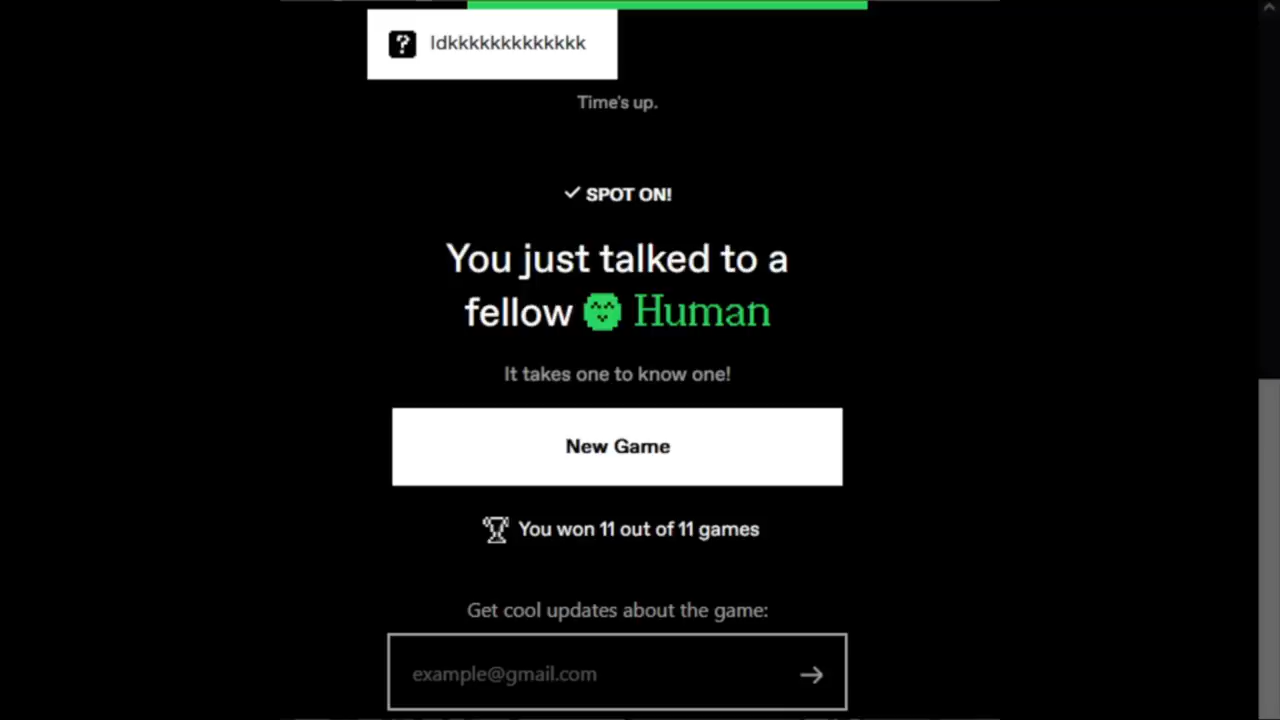 Idkkkkkkkkkkkkk
Time's up.
✓ SPOT ON!
You just talked to a
fellow Human
It takes one to know one!
New Game
You won 11 out of 11 games
Get cool updates about the game:
example@gmail.com